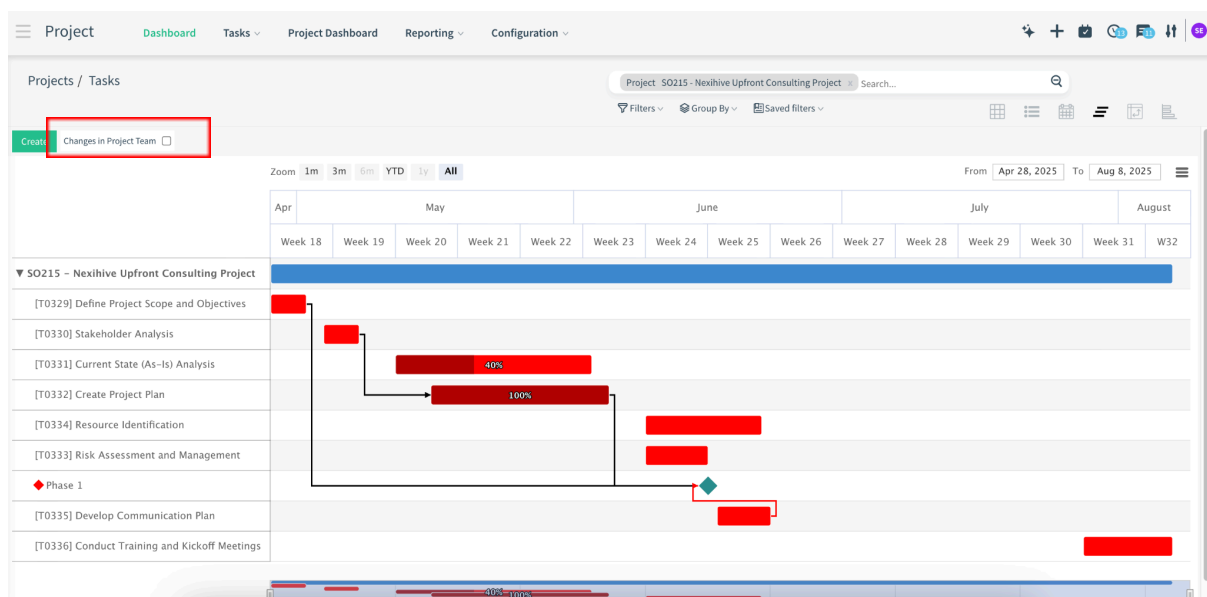 Project Dashboard Tasks Project Dashboard Reporting Configuration 13 11 SE
Projects / Tasks
Project SO215 - Nexihive Upfront Consulting Project x Search...
Filters Group By Saved filters
Create Changes in Project Team
Zoom 1m 3m 6m YTD 1y All From Apr 28, 2025 To Aug 8, 2025
Apr May June July August
Week 18 Week 19 Week 20 Week 21 Week 22 Week 23 Week 24 Week 25 Week 26 Week 27 Week 28 Week 29 Week 30 Week 31 W32
▼ SO215 - Nexihive Upfront Consulting Project
[T0329] Define Project Scope and Objectives
[T0330] Stakeholder Analysis
[T0331] Current State (As-Is) Analysis 40%
[T0332] Create Project Plan 100%
[T0334] Resource Identification
[T0333] Risk Assessment and Management
Phase 1
[T0335] Develop Communication Plan
[T0336] Conduct Training and Kickoff Meetings
40% 100%